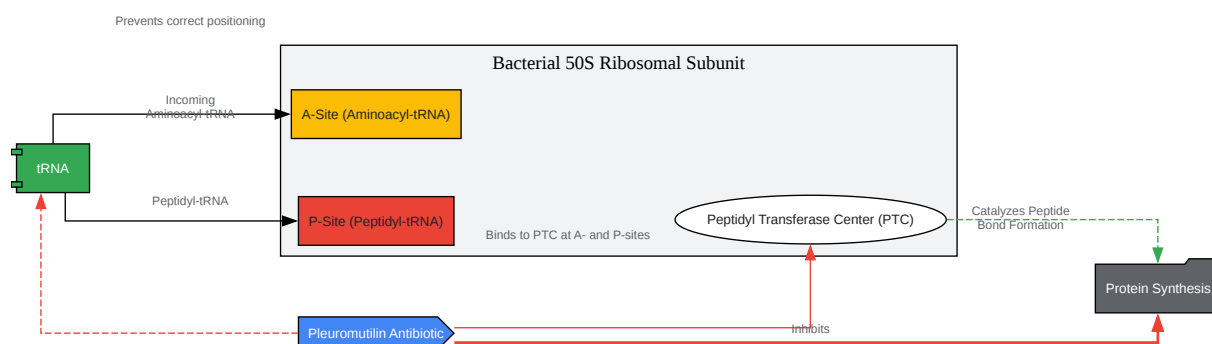 Prevents correct positioning
Bacterial 50S Ribosomal Subunit
Incoming
Aminoacyl-tRNA
A-Site (Aminoacyl-tRNA)
tRNA
Peptidyl-tRNA
P-Site (Peptidyl-tRNA)
Binds to PTC at A- and P-sites
Peptidyl Transferase Center (PTC)
Catalyzes Peptide
Bond Formation
Protein Synthesis
Pleuromutilin Antibiotic
Inhibits